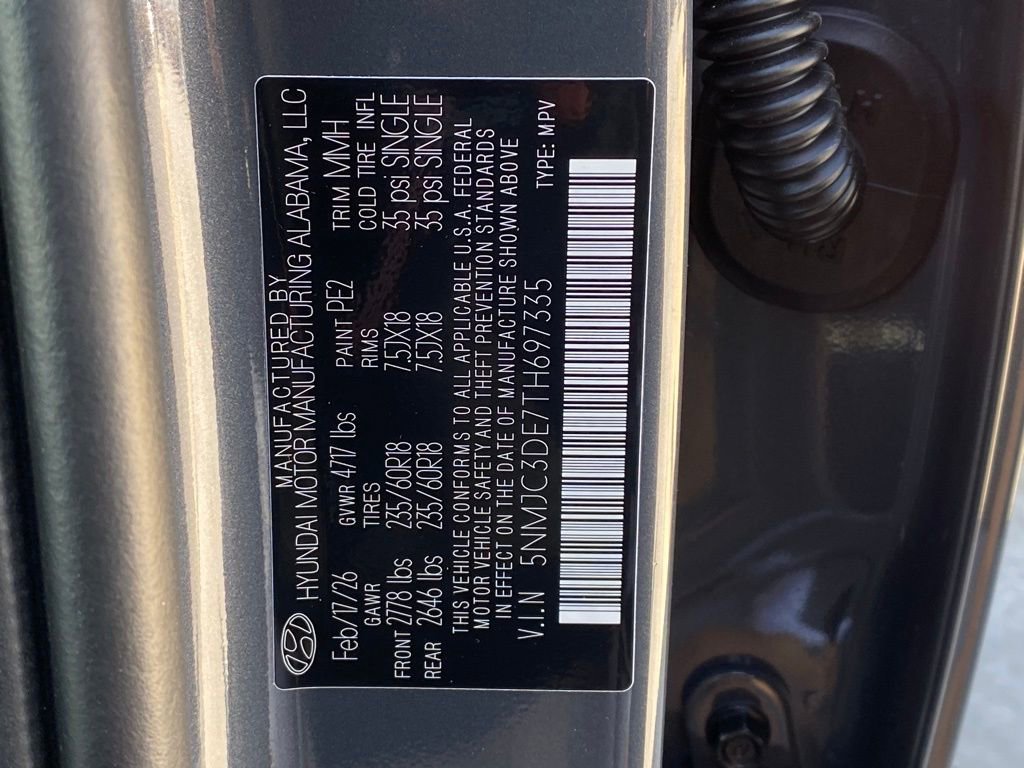 MANUFACTURED BY
HYUNDAI MOTOR MANUFACTURING ALABAMA, LLC
Feb/17/26 GVWR 4717 lbs PAINT PE2 TRIM MMH
GAWR TIRES RIMS COLD TIRE INFL
FRONT 2778 lbs 235/60R18 7.5JX18 35 psi SINGLE
REAR 2646 lbs 235/60R18 7.5JX18 35 psi SINGLE
THIS VEHICLE CONFORMS TO ALL APPLICABLE U.S.A. FEDERAL
MOTOR VEHICLE SAFETY AND THEFT PREVENTION STANDARDS
IN EFFECT ON THE DATE OF MANUFACTURE SHOWN ABOVE
V.I.N 5NMJC3DE7TH697335 TYPE: MPV